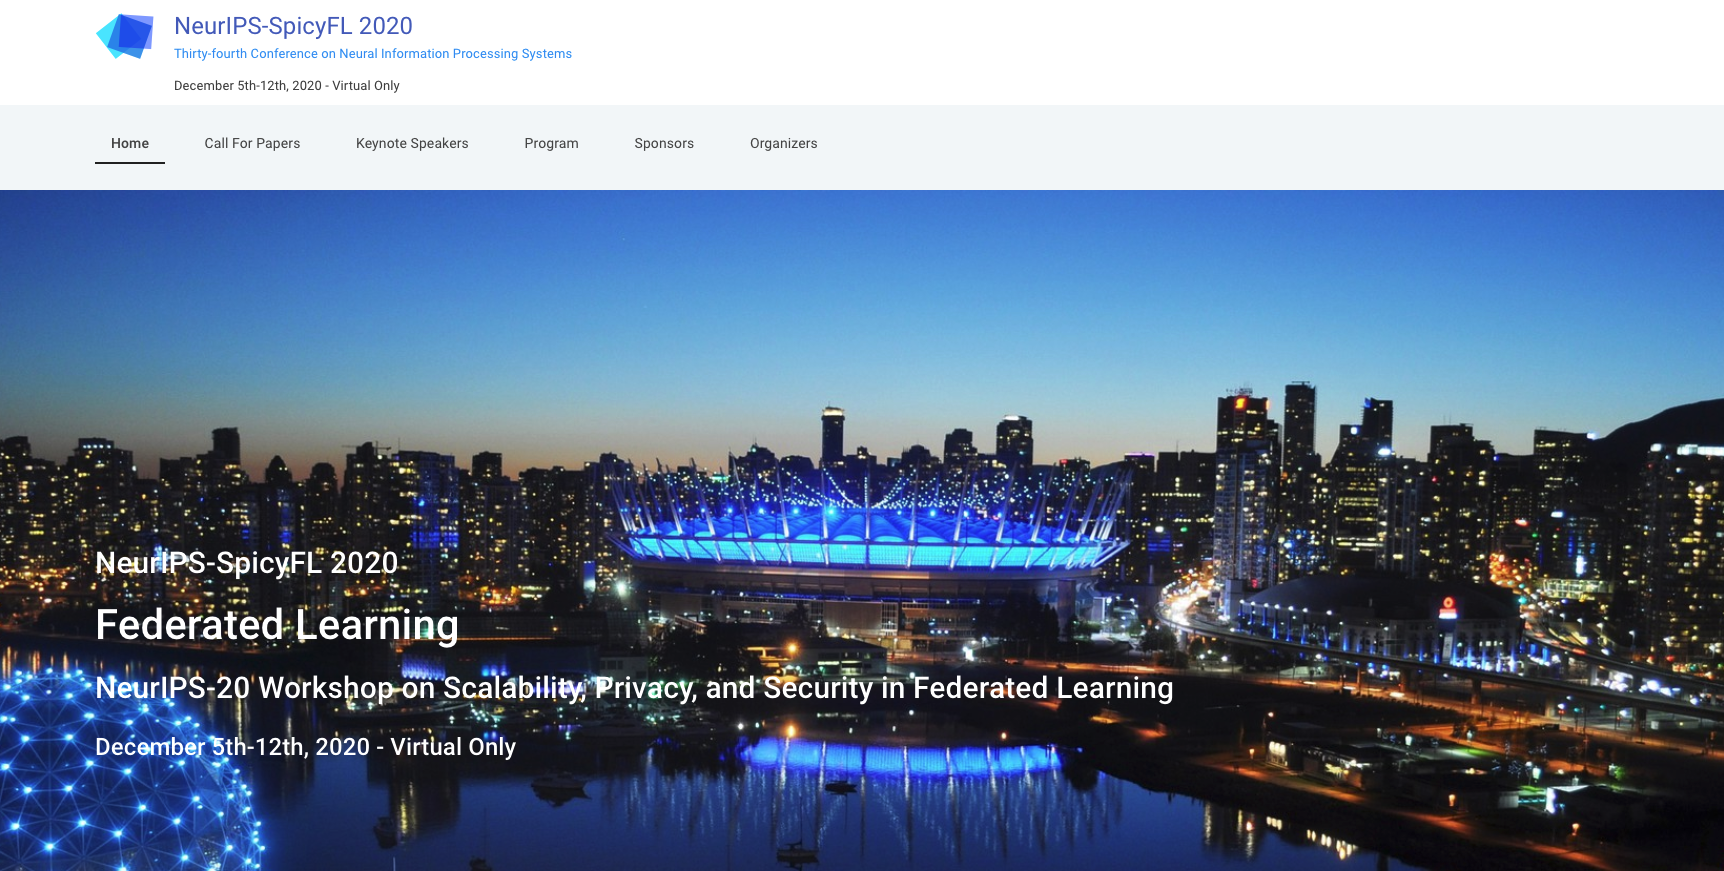 NeurIPS-SpicyFL 2020
Thirty-fourth Conference on Neural Information Processing Systems
December 5th-12th, 2020 - Virtual Only
Home Call For Papers Keynote Speakers Program Sponsors Organizers
NeurIPS-SpicyFL 2020
Federated Learning
NeurIPS-20 Workshop on Scalability, Privacy, and Security in Federated Learning
December 5th-12th, 2020 - Virtual Only